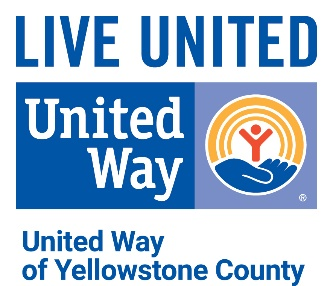 LIVE UNITED
United
Way
®
United Way
of Yellowstone County